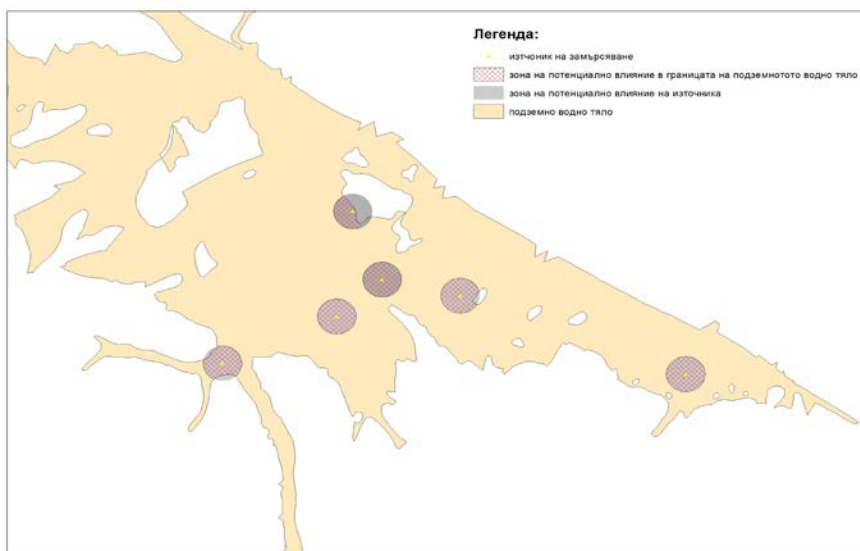 Легенда:
изтчоник на замърсяване
зона на потенциално влияние в границата на подземнотото водно тяло
зона на потенциално влияние на източника
подземно водно тяло